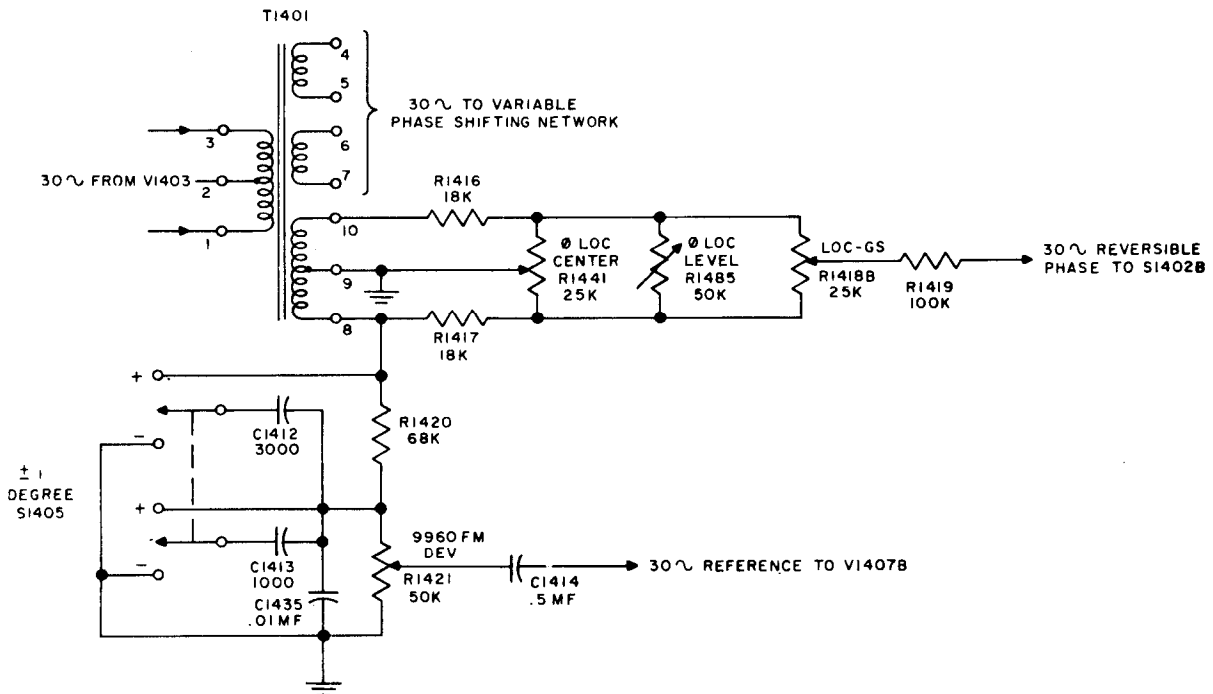 T1401
4
5
6
7
30~ TO VARIABLE
PHASE SHIFTING NETWORK
3
30~ FROM V1403
2
1
10
9
8
R1416
18K
Ø LOC
CENTER
R1441
25K
Ø LOC
LEVEL
R1485
50K
LOC-GS
R1418B
25K
R1419
100K
30~ REVERSIBLE
PHASE TO S1402B
R1417
18K
+
C1412
3000
R1420
68K
-
± 1
DEGREE
S1405
+
C1413
1000
-
C1435
.01MF
9960 FM
DEV
R1421
50K
C1414
.5 MF
30~ REFERENCE TO V1407B